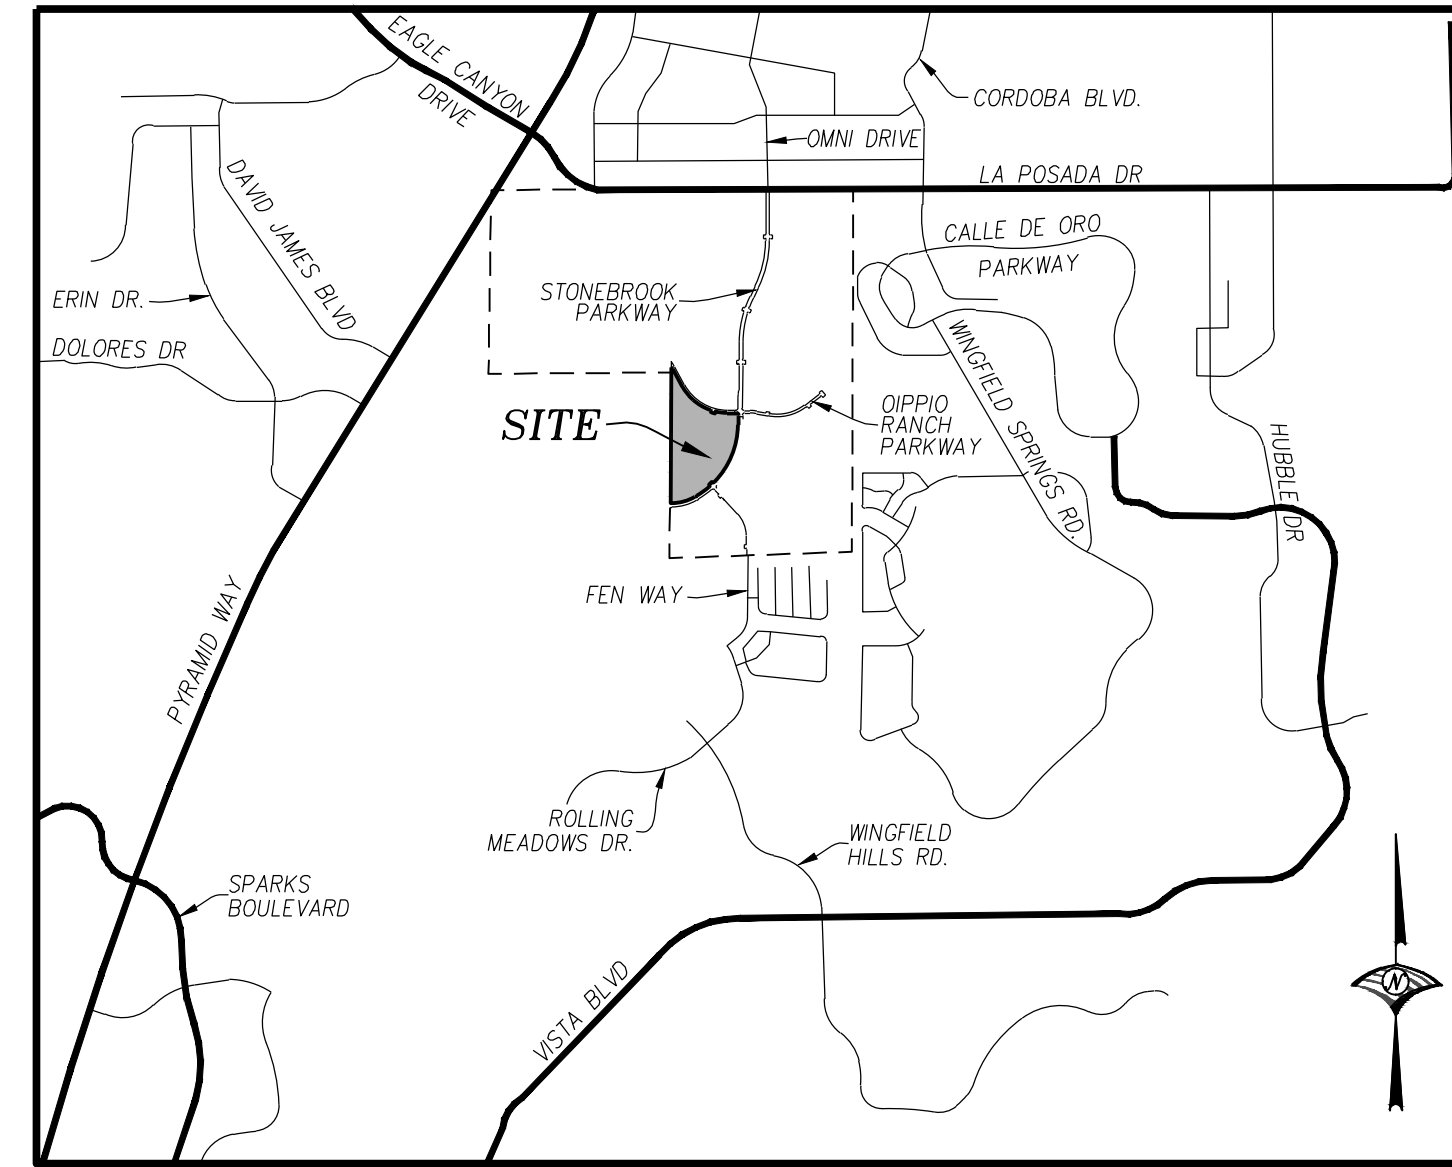 EAGLE CANYON
DRIVE
CORDOBA BLVD.
OMNI DRIVE
LA POSADA DR
DAVID JAMES BLVD
CALLE DE ORO
PARKWAY
ERIN DR.
STONEBROOK
PARKWAY
DOLORES DR
WINGFIELD SPRINGS RD.
SITE
OIPPIO
RANCH
PARKWAY
HUBBLE DR
FEN WAY
PYRAMID WAY
ROLLING
MEADOWS DR.
WINGFIELD
HILLS RD.
SPARKS
BOULEVARD
VISTA BLVD
N